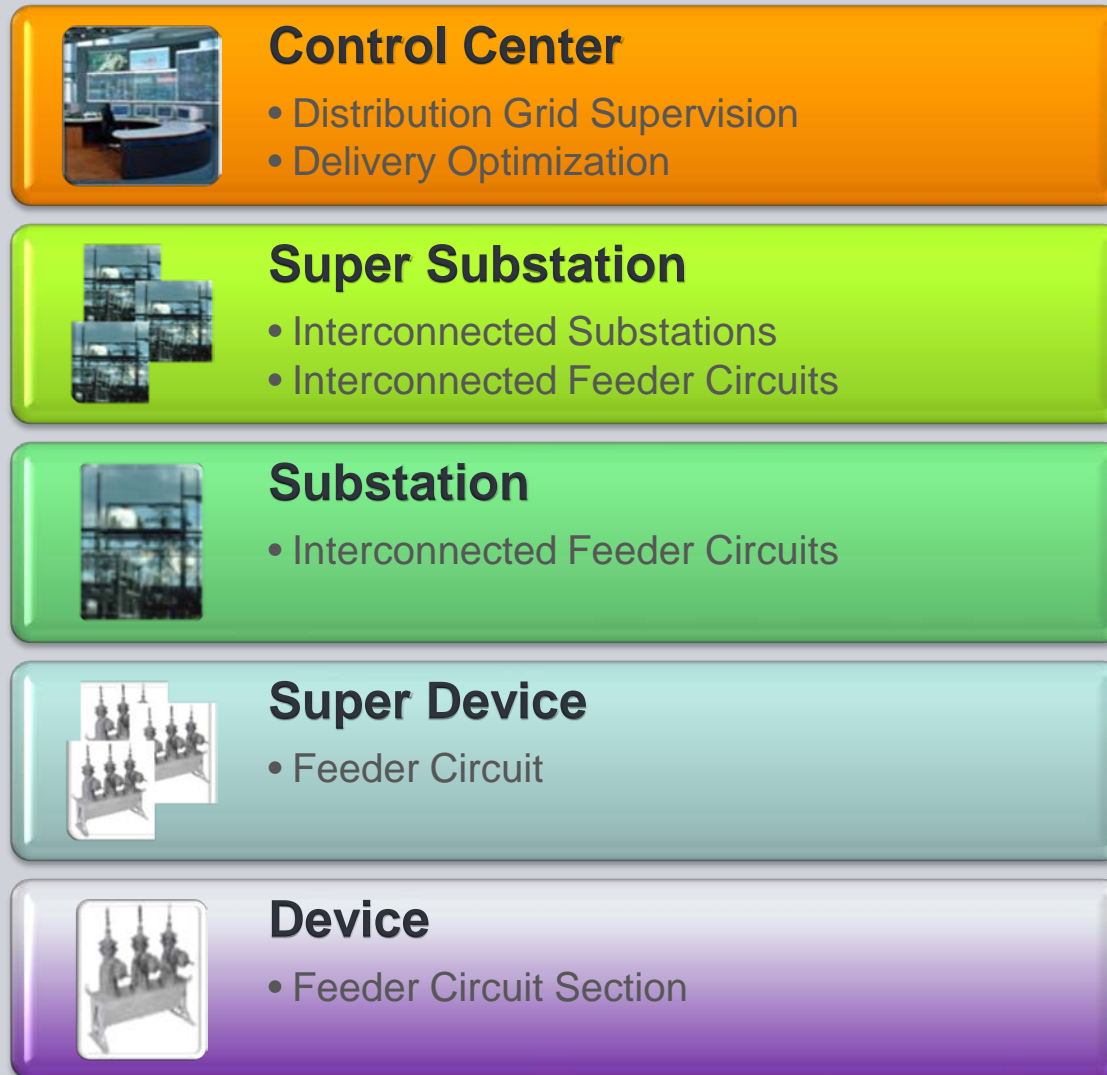 Control Center
• Distribution Grid Supervision
• Delivery Optimization
Super Substation
• Interconnected Substations
• Interconnected Feeder Circuits
Substation
• Interconnected Feeder Circuits
Super Device
• Feeder Circuit
Device
• Feeder Circuit Section